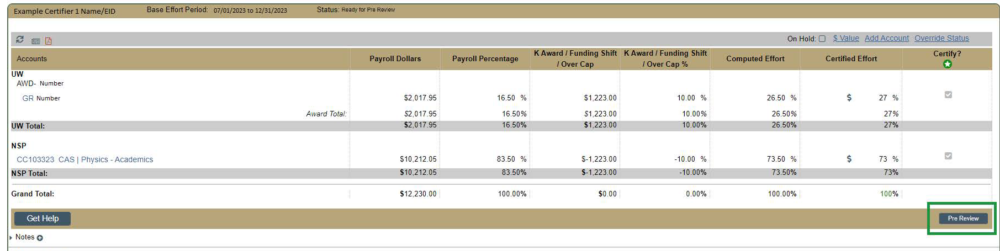 Example Certifier 1 Name/EID Base Effort Period: 07/01/2023 to 12/31/2023 Status: Ready for Pre Review
On Hold: $ Value Add Account Override Status
Accounts Payroll Dollars Payroll Percentage K Award / Funding Shift / Over Cap K Award / Funding Shift / Over Cap % Computed Effort Certified Effort Certify?
UW
AWD- Number
GR Number $2,017.95 16.50 % $1,223.00 10.00 % 26.50 % $ 27 %
Award Total: $2,017.95 16.50% $1,223.00 10.00% 26.50% 27%
UW Total: $2,017.95 16.50% $1,223.00 10.00% 26.50% 27%
NSP
CC103323 CAS | Physics - Academics $10,212.05 83.50 % $-1,223.00 -10.00 % 73.50 % $ 73 %
NSP Total: $10,212.05 83.50% $-1,223.00 -10.00% 73.50% 73%
Grand Total: $12,230.00 100.00% $0.00 0.00% 100.00% 100%
Get Help Pre Review
Notes